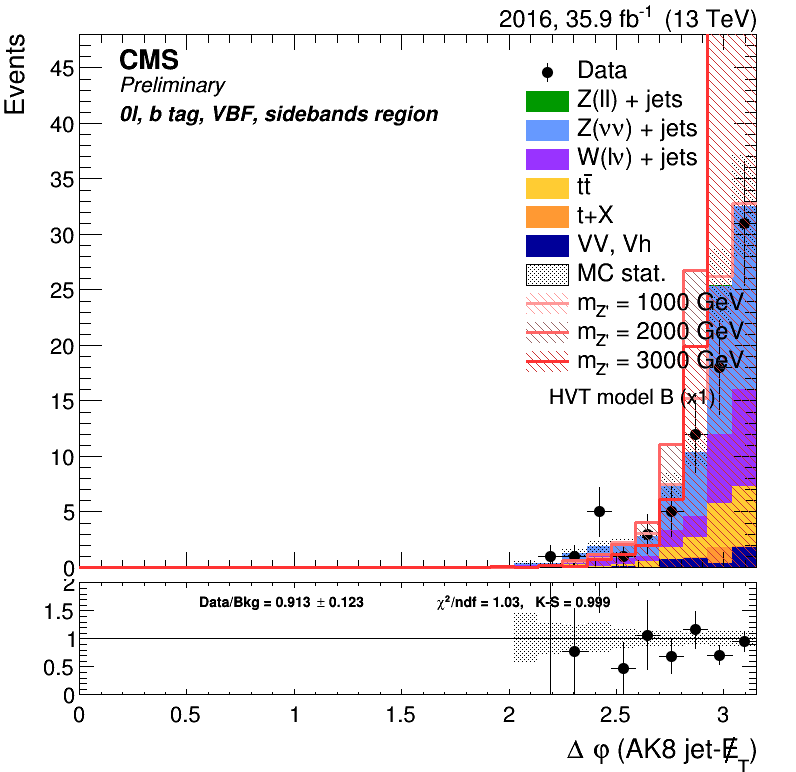 2016, 35.9 fb⁻¹ (13 TeV)
Events
CMS
Preliminary
0l, b tag, VBF, sidebands region
Data
Z(ll) + jets
Z(νν) + jets
W(lν) + jets
tt̄
t+X
VV, Vh
MC stat.
m_Z' = 1000 GeV
m_Z' = 2000 GeV
m_Z' = 3000 GeV
HVT model B (x1)
45
40
35
30
25
20
15
10
5
0
Data/Bkg = 0.913 ± 0.123
χ²/ndf = 1.03, K-S = 0.999
2
1.5
1
0.5
0
0 0.5 1 1.5 2 2.5 3
Δ φ (AK8 jet-E̸_T)